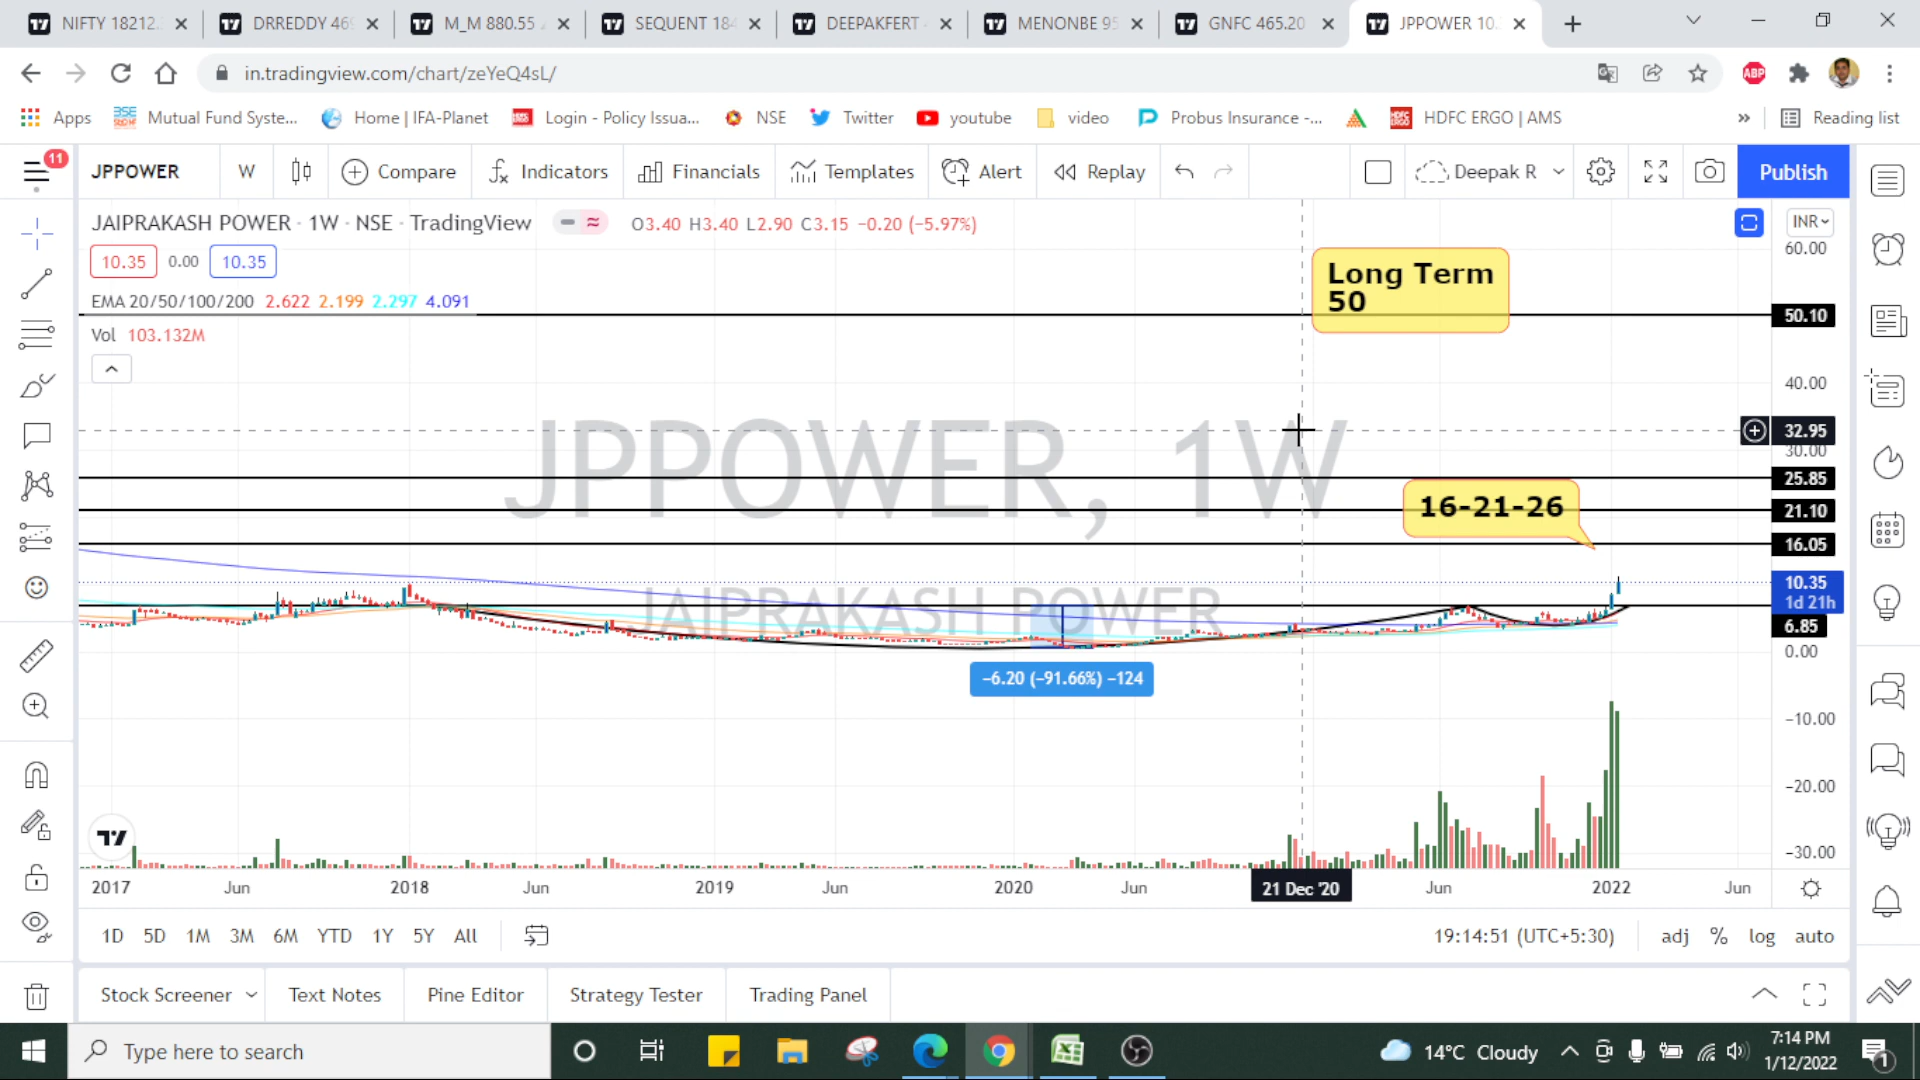 NIFTY 18212.
DRREDDY 469
M_M 880.55
SEQUENT 184
DEEPAKFERT
MENONBE 95
GNFC 465.20
JPPOWER 10.
in.tradingview.com/chart/zeYeQ4sL/
ABP
Apps
Mutual Fund Syste...
Home | IFA-Planet
Login - Policy Issua...
NSE
Twitter
youtube
video
Probus Insurance -...
HDFC ERGO | AMS
»
Reading list
11
JPPOWER
W
Compare
Indicators
Financials
Templates
Alert
Replay
Deepak R
Publish
JAIPRAKASH POWER · 1W · NSE · TradingView
O3.40 H3.40 L2.90 C3.15 −0.20 (−5.97%)
INR
10.35 0.00 10.35
60.00
Long Term
50
EMA 20/50/100/200 2.622 2.199 2.297 4.091
50.10
Vol 103.132M
40.00
JPPOWER, 1W
32.95
30.00
25.85
16-21-26
21.10
16.05
10.35
1d 21h
JAIPRAKASH POWER
6.85
0.00
−6.20 (−91.66%) −124
−10.00
−20.00
−30.00
2017 Jun 2018 Jun 2019 Jun 2020 Jun 21 Dec '20 Jun 2022 Jun
1D 5D 1M 3M 6M YTD 1Y 5Y All
19:14:51 (UTC+5:30)
adj % log auto
Stock Screener
Text Notes
Pine Editor
Strategy Tester
Trading Panel
Type here to search
14°C Cloudy
7:14 PM
1/12/2022
1